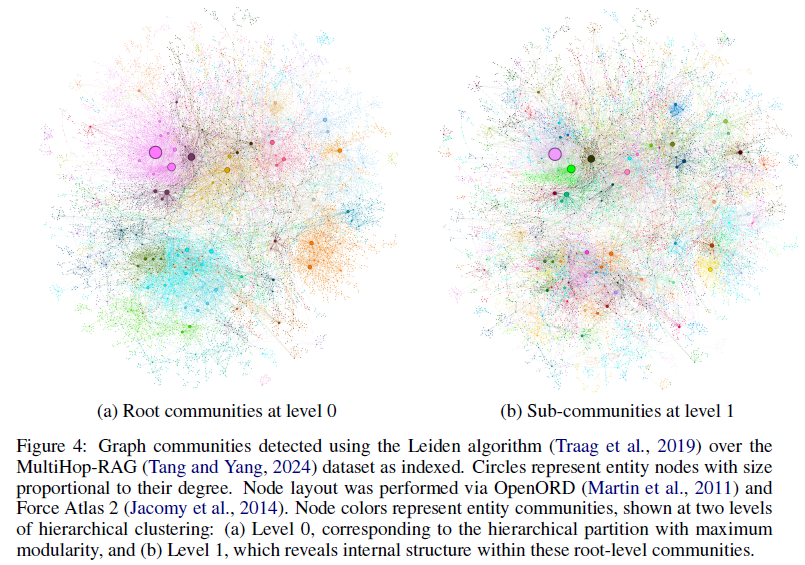 (a) Root communities at level 0
(b) Sub-communities at level 1
Figure 4: Graph communities detected using the Leiden algorithm (Traag et al., 2019) over the
MultiHop-RAG (Tang and Yang, 2024) dataset as indexed. Circles represent entity nodes with size
proportional to their degree. Node layout was performed via OpenORD (Martin et al., 2011) and
Force Atlas 2 (Jacomy et al., 2014). Node colors represent entity communities, shown at two levels
of hierarchical clustering: (a) Level 0, corresponding to the hierarchical partition with maximum
modularity, and (b) Level 1, which reveals internal structure within these root-level communities.